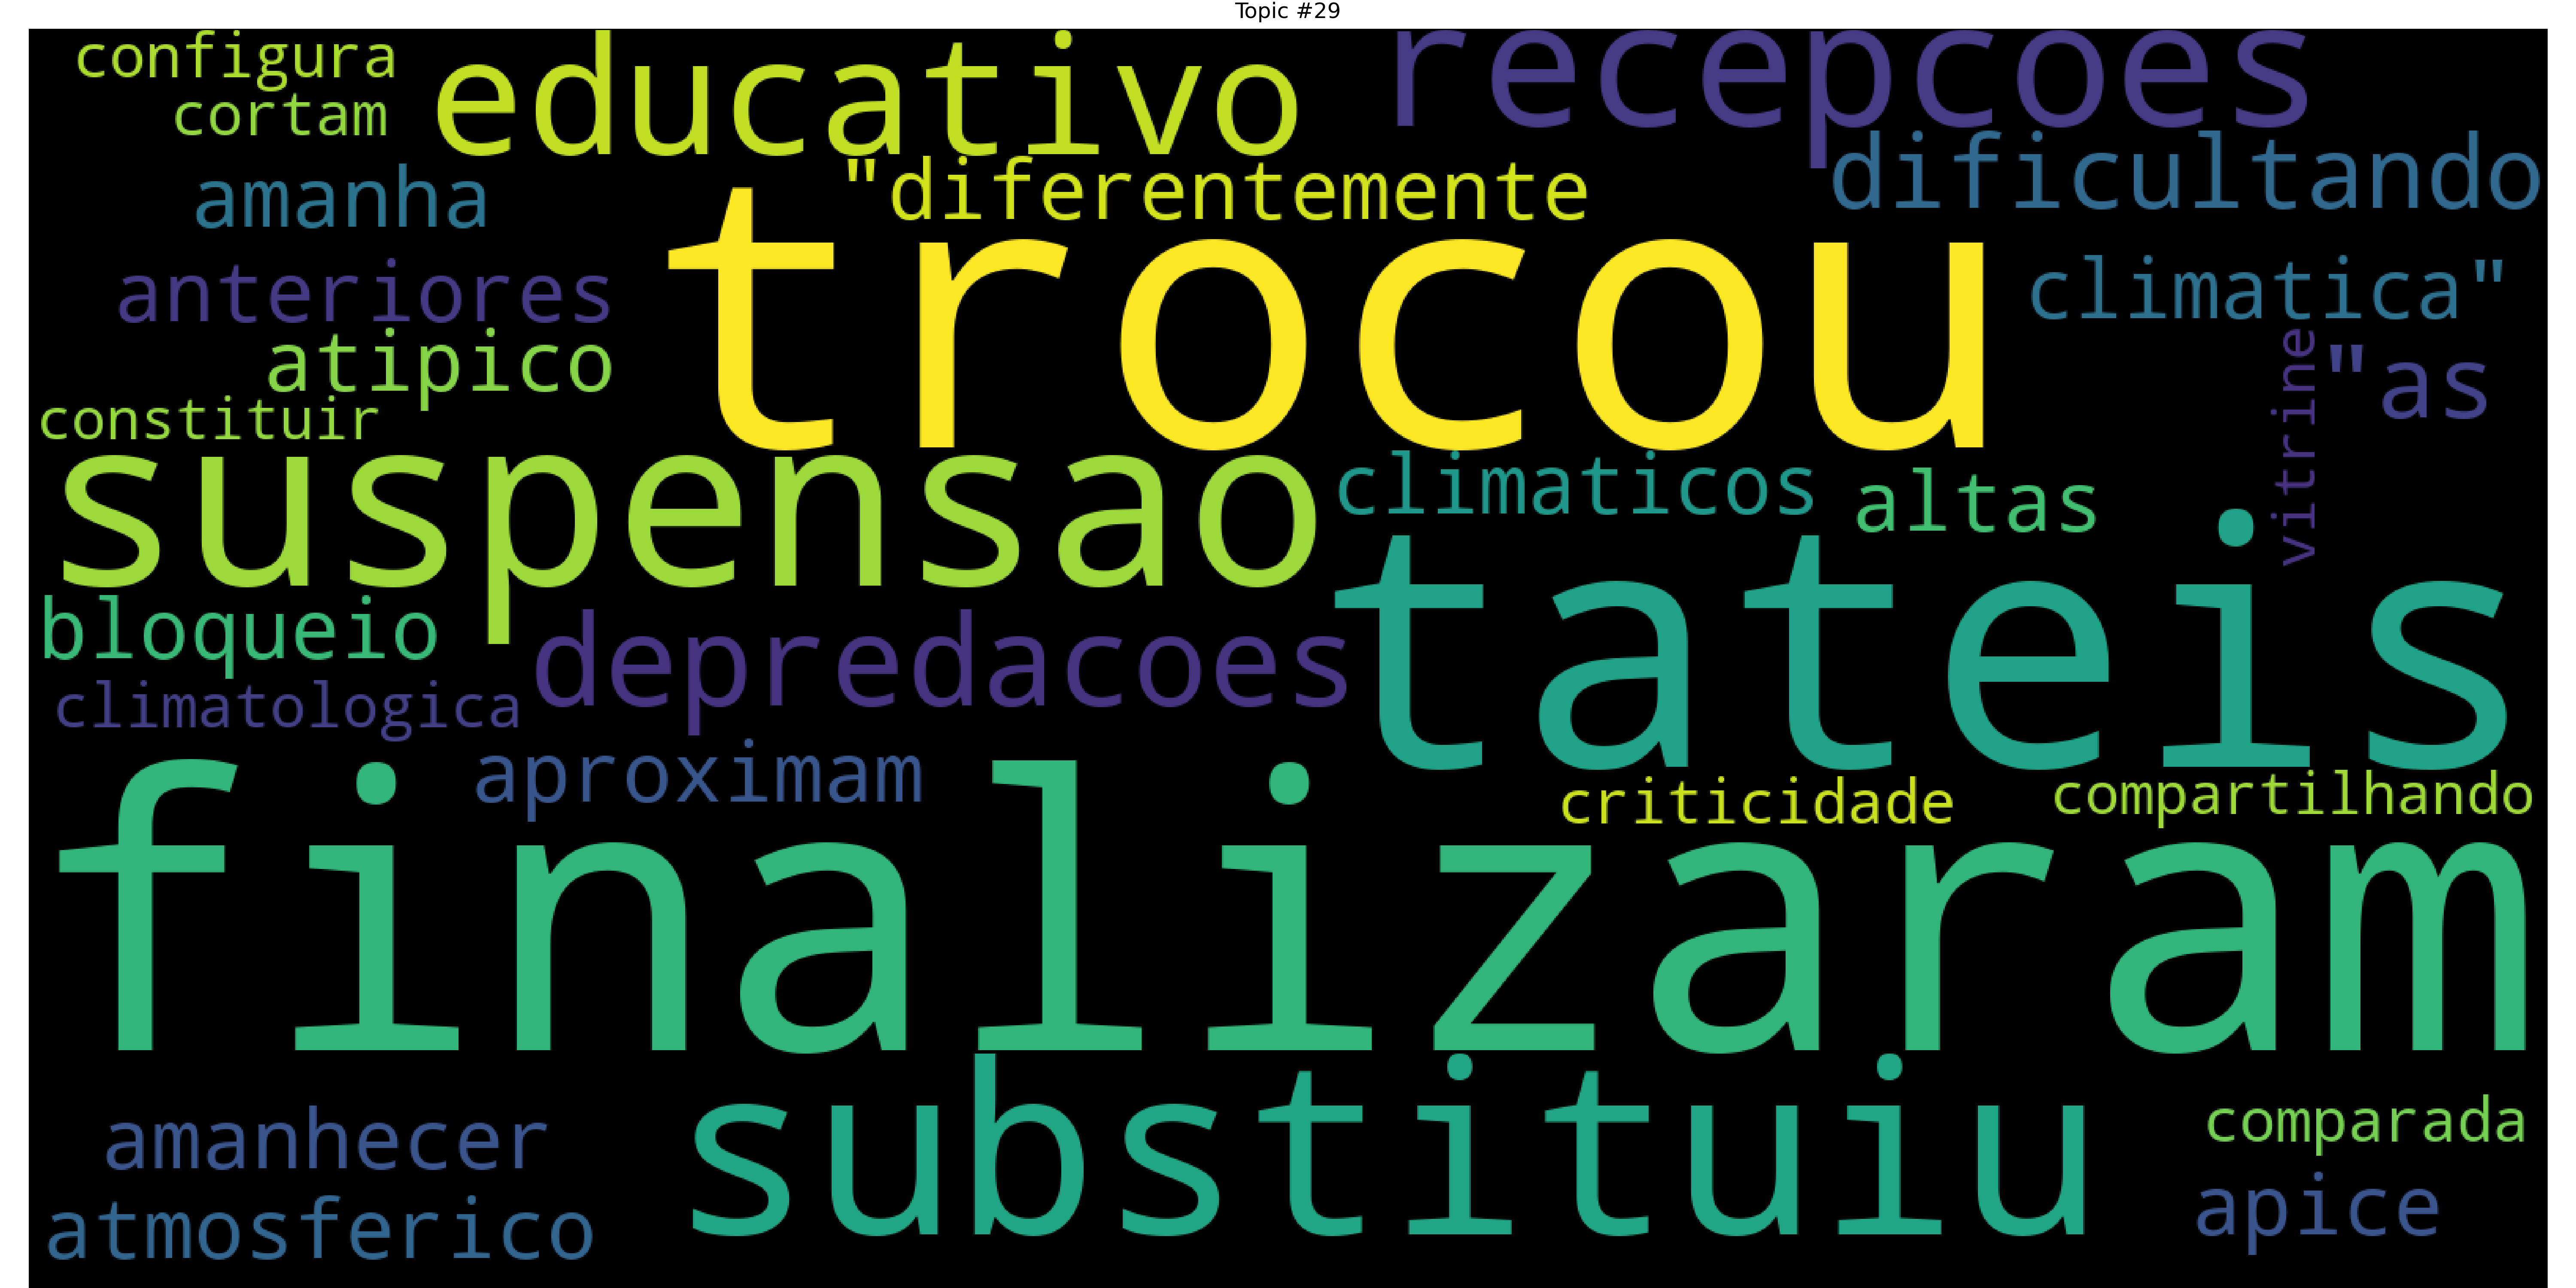 Topic #29
configura
educativo
recepcoes
cortam
dificultando
amanha
"diferentemente
trocou
anteriores
climatica"
atipico
"as
vitrine
constituir
suspensao
climaticos
altas
tateis
bloqueio
depredacoes
climatologica
aproximam
criticidade
compartilhando
finalizaram
substituiu
amanhecer
comparada
atmosferico
apice